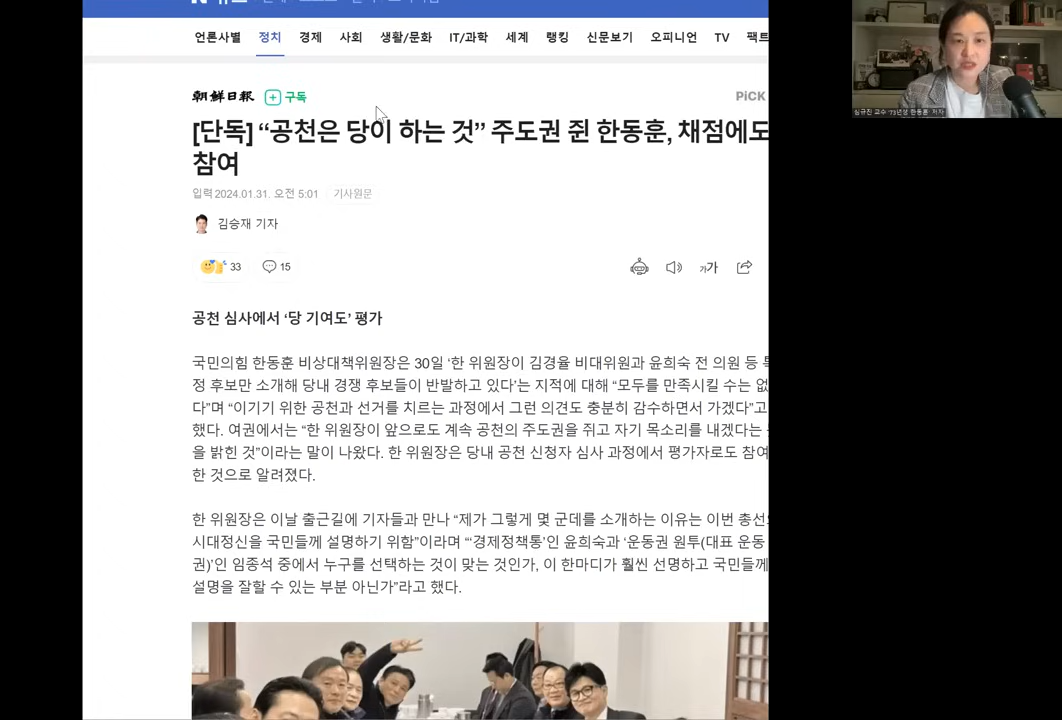 언론사별 정치 경제 사회 생활/문화 IT/과학 세계 랭킹 신문보기 오피니언 TV 팩트
심규진 교수 '73년생 한동훈' 저자
朝鮮日報 구독 PiCK
[단독] “공천은 당이 하는 것” 주도권 쥔 한동훈, 채점에도
참여
입력 2024.01.31. 오전 5:01 기사원문
김승재 기자
33 15 가가
공천 심사에서 ‘당 기여도’ 평가
국민의힘 한동훈 비상대책위원장은 30일 ‘한 위원장이 김경율 비대위원과 윤희숙 전 의원 등
정 후보만 소개해 당내 경쟁 후보들이 반발하고 있다’는 지적에 대해 “모두를 만족시킬 수는 없
다”며 “이기기 위한 공천과 선거를 치르는 과정에서 그런 의견도 충분히 감수하면서 가겠다”고
했다. 여권에서는 “한 위원장이 앞으로도 계속 공천의 주도권을 쥐고 자기 목소리를 내겠다는
을 밝힌 것”이라는 말이 나왔다. 한 위원장은 당내 공천 신청자 심사 과정에서 평가자로도 참여
한 것으로 알려졌다.
한 위원장은 이날 출근길에 기자들과 만나 “제가 그렇게 몇 군데를 소개하는 이유는 이번 총선
시대정신을 국민들께 설명하기 위함”이라며 “‘경제정책통’인 윤희숙과 ‘운동권 원투(대표 운동
권)’인 임종석 중에서 누구를 선택하는 것이 맞는 것인가, 이 한마디가 훨씬 선명하고 국민들께
설명을 잘할 수 있는 부분 아닌가”라고 했다.